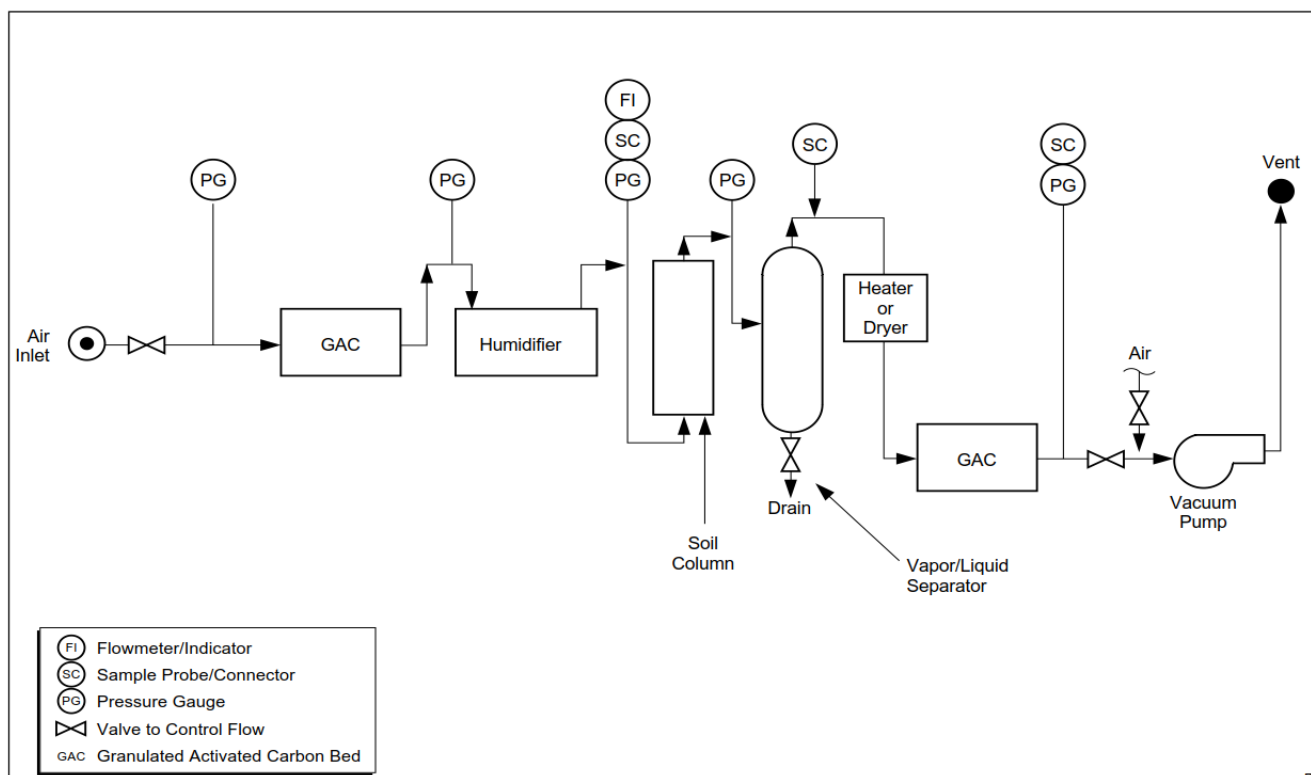 FI
SC
PG
PG
PG
PG
SC
SC
PG
Vent
Air
Inlet
GAC
Humidifier
Heater
or
Dryer
Air
GAC
Vacuum
Pump
Drain
Soil
Column
Vapor/Liquid
Separator
FI Flowmeter/Indicator
SC Sample Probe/Connector
PG Pressure Gauge
Valve to Control Flow
GAC Granulated Activated Carbon Bed